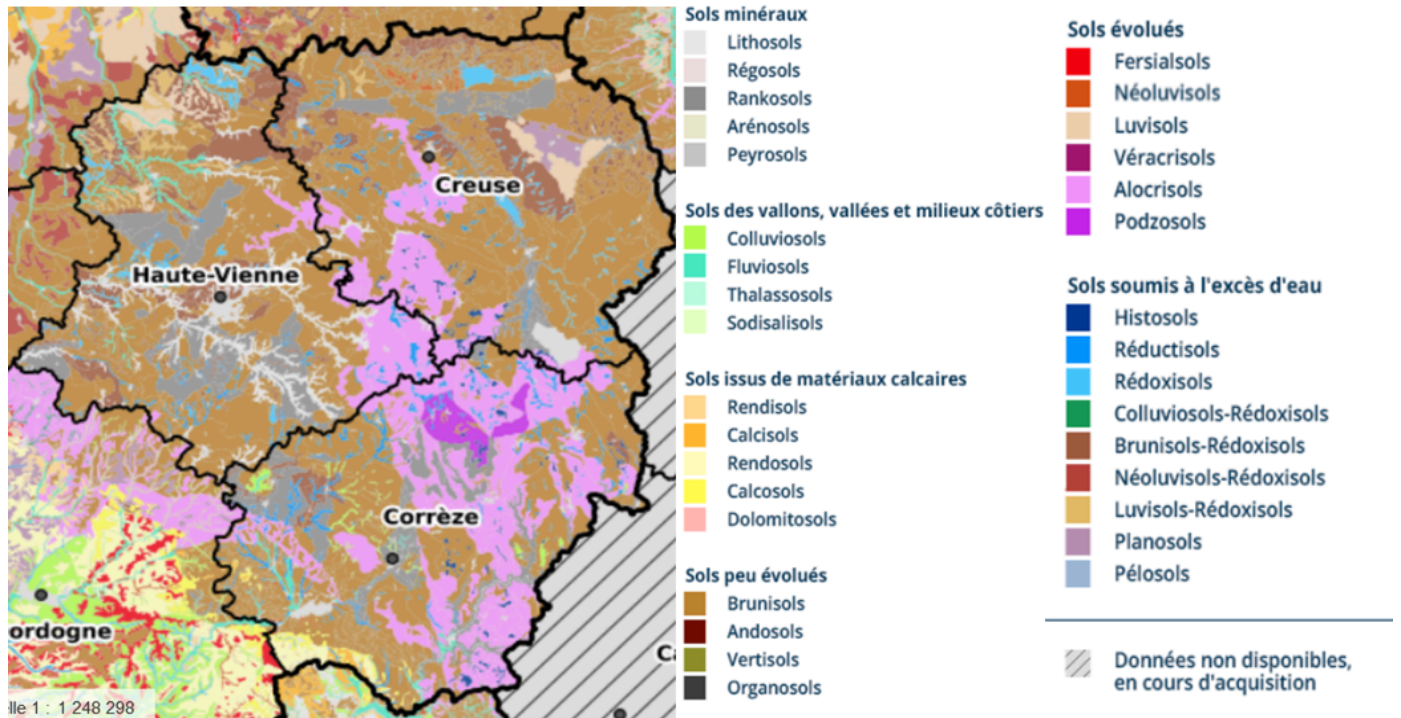 Creuse
Haute-Vienne
Corrèze
ordogne
Ca
lle 1 : 1 248 298
Sols minéraux
Lithosols
Régosols
Rankosols
Arénosols
Peyrosols
Sols des vallons, vallées et milieux côtiers
Colluviosols
Fluviosols
Thalassosols
Sodisalisols
Sols issus de matériaux calcaires
Rendisols
Calcisols
Rendosols
Calcosols
Dolomitosols
Sols peu évolués
Brunisols
Andosols
Vertisols
Organosols
Sols évolués
Fersialsols
Néoluvisols
Luvisols
Véracrisols
Alocrisols
Podzosols
Sols soumis à l'excès d'eau
Histosols
Réductisols
Rédoxisols
Colluviosols-Rédoxisols
Brunisols-Rédoxisols
Néoluvisols-Rédoxisols
Luvisols-Rédoxisols
Planosols
Pélosols
Données non disponibles,
en cours d'acquisition